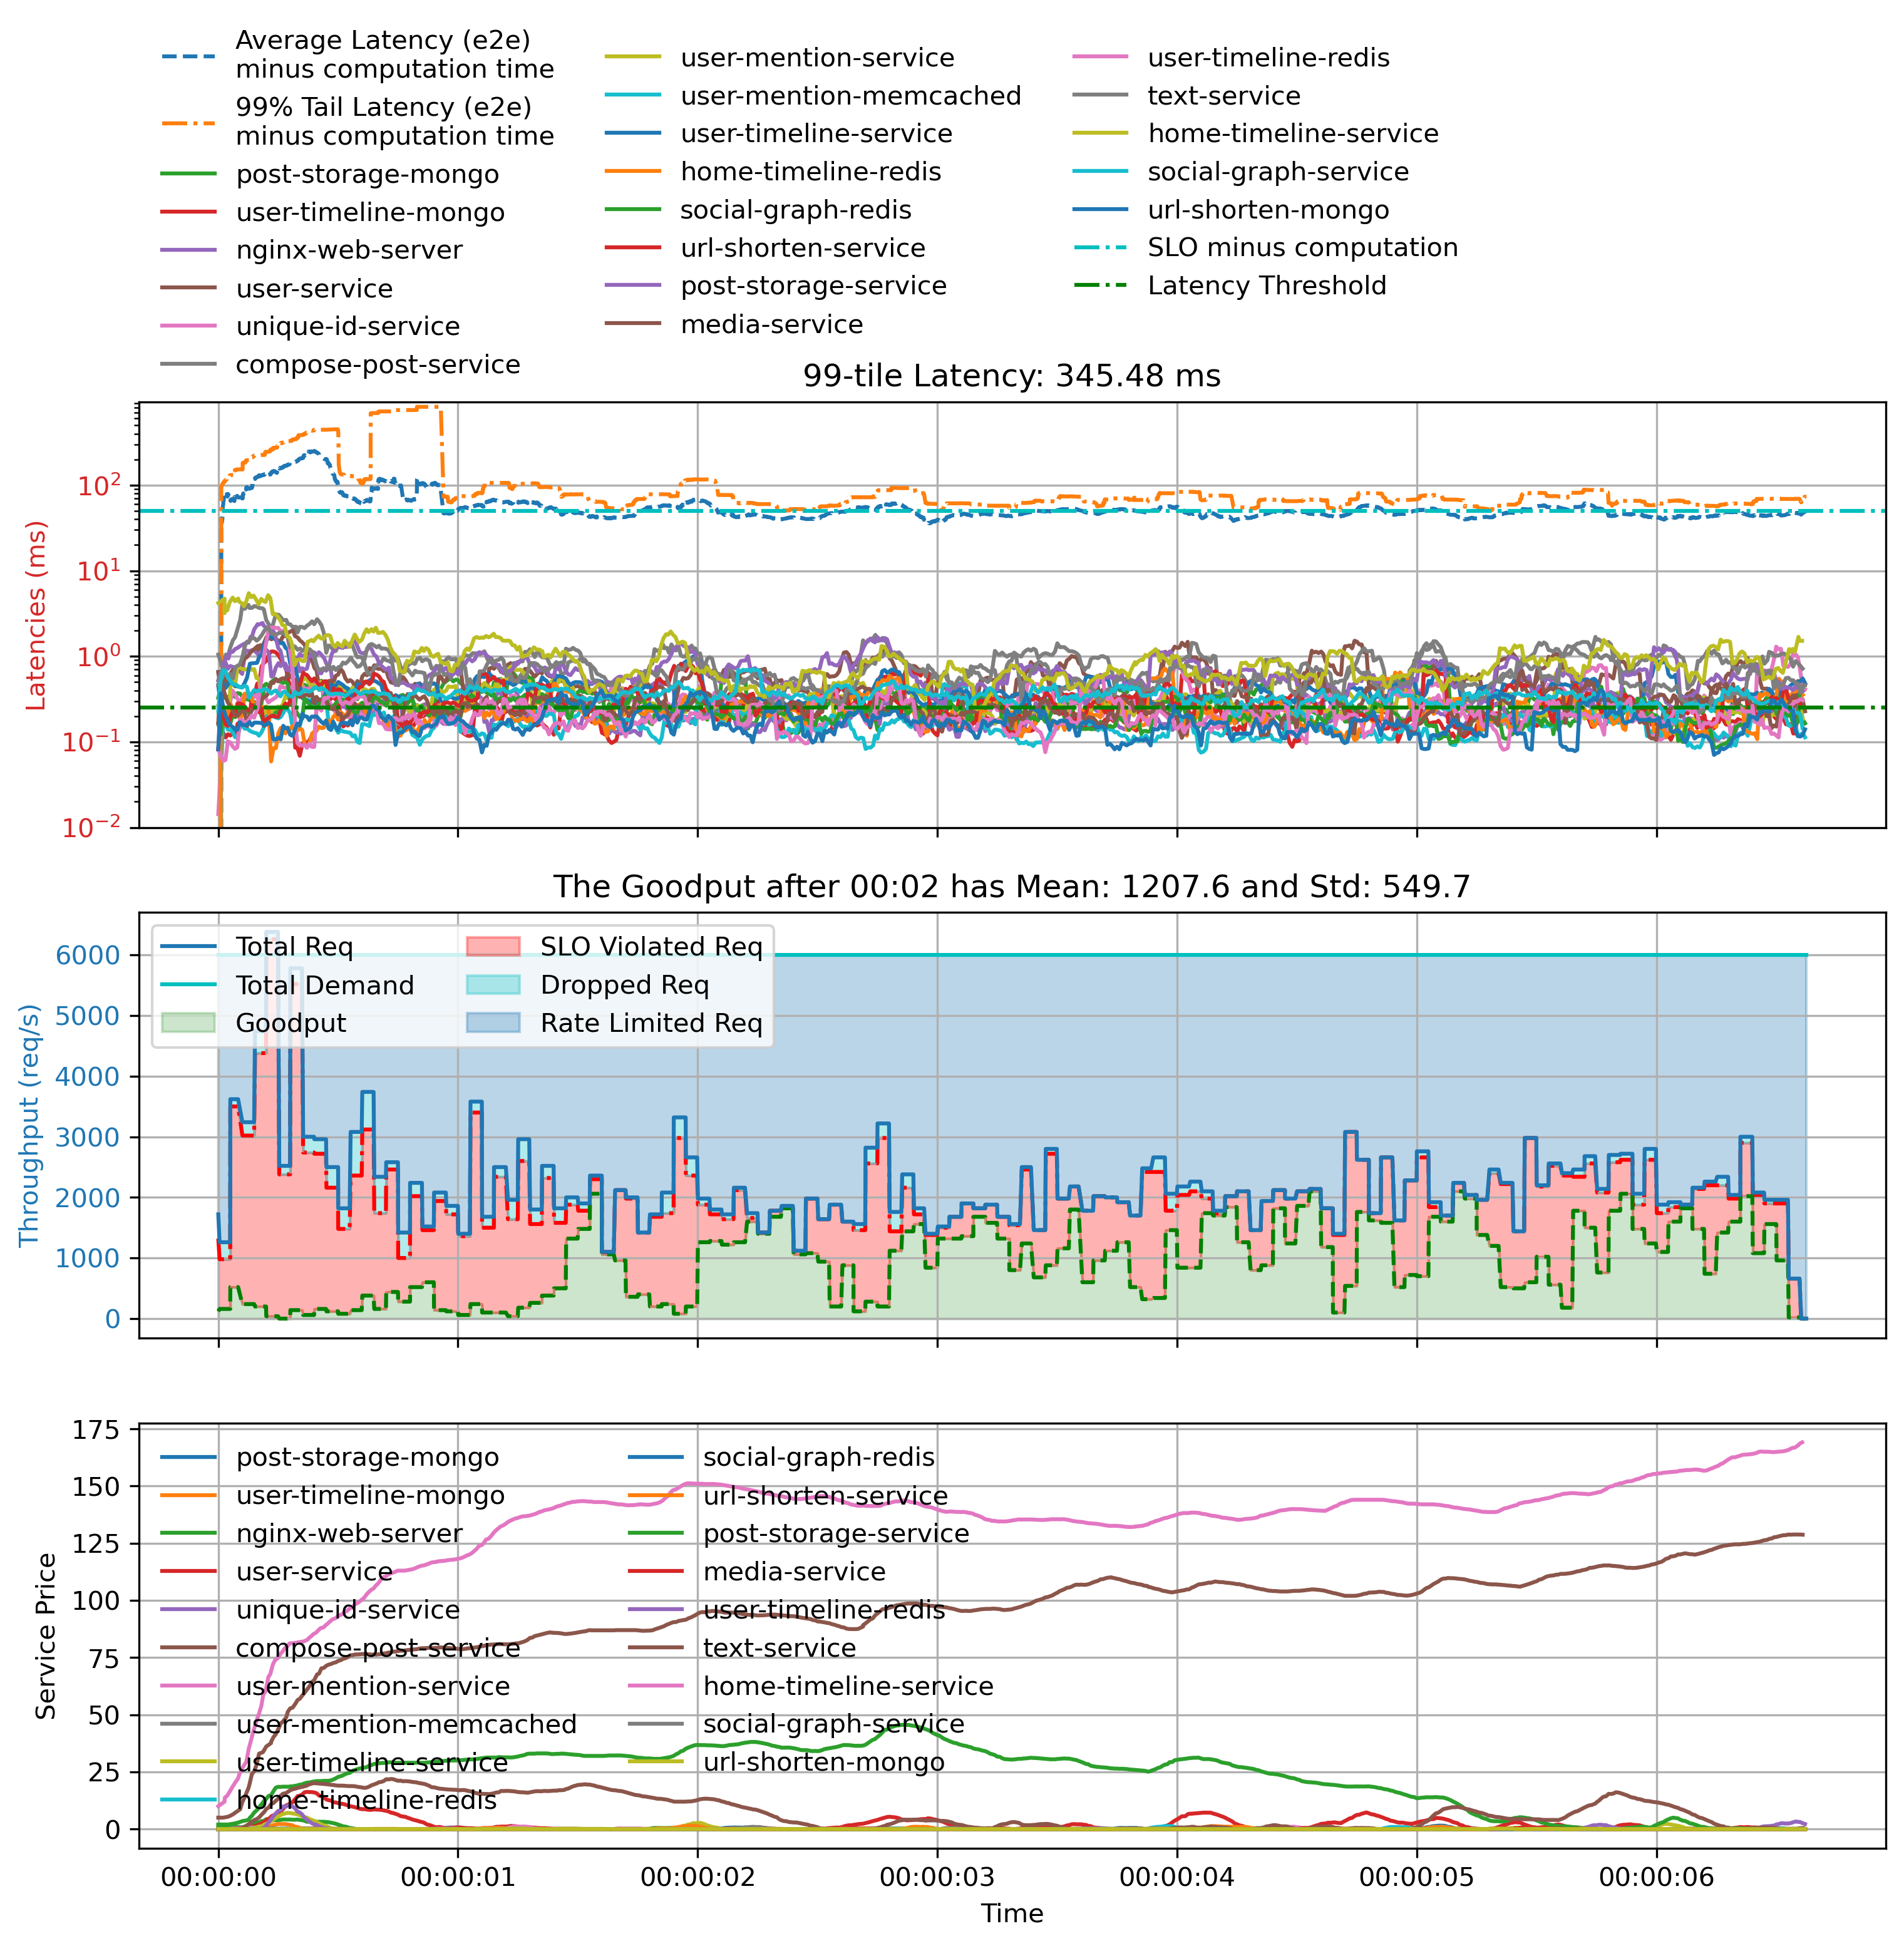 Average Latency (e2e)
minus computation time
99% Tail Latency (e2e)
minus computation time
post-storage-mongo
user-timeline-mongo
nginx-web-server
user-service
unique-id-service
compose-post-service
user-mention-service
user-mention-memcached
user-timeline-service
home-timeline-redis
social-graph-redis
url-shorten-service
post-storage-service
media-service
user-timeline-redis
text-service
home-timeline-service
social-graph-service
url-shorten-mongo
SLO minus computation
Latency Threshold
99-tile Latency: 345.48 ms
Latencies (ms)
10²
10¹
10⁰
10⁻¹
10⁻²
The Goodput after 00:02 has Mean: 1207.6 and Std: 549.7
Throughput (req/s)
6000
5000
4000
3000
2000
1000
0
Total Req
Total Demand
Goodput
SLO Violated Req
Dropped Req
Rate Limited Req
Service Price
175
150
125
100
75
50
25
0
post-storage-mongo
user-timeline-mongo
nginx-web-server
user-service
unique-id-service
compose-post-service
user-mention-service
user-mention-memcached
user-timeline-service
home-timeline-redis
social-graph-redis
url-shorten-service
post-storage-service
media-service
user-timeline-redis
text-service
home-timeline-service
social-graph-service
url-shorten-mongo
00:00:00 00:00:01 00:00:02 00:00:03 00:00:04 00:00:05 00:00:06
Time